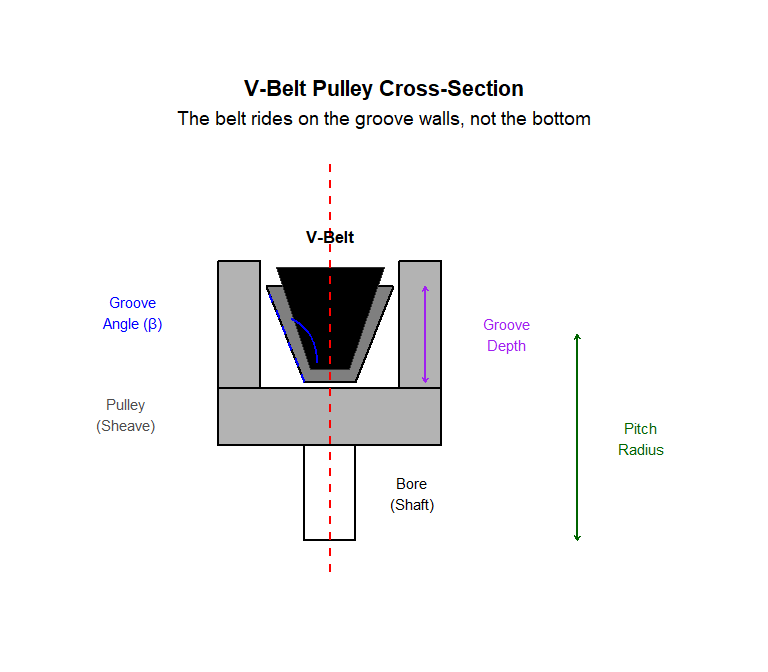 V-Belt Pulley Cross-Section
The belt rides on the groove walls, not the bottom
V-Belt
Groove
Angle (β)
Groove
Depth
Pulley
(Sheave)
Pitch
Radius
Bore
(Shaft)